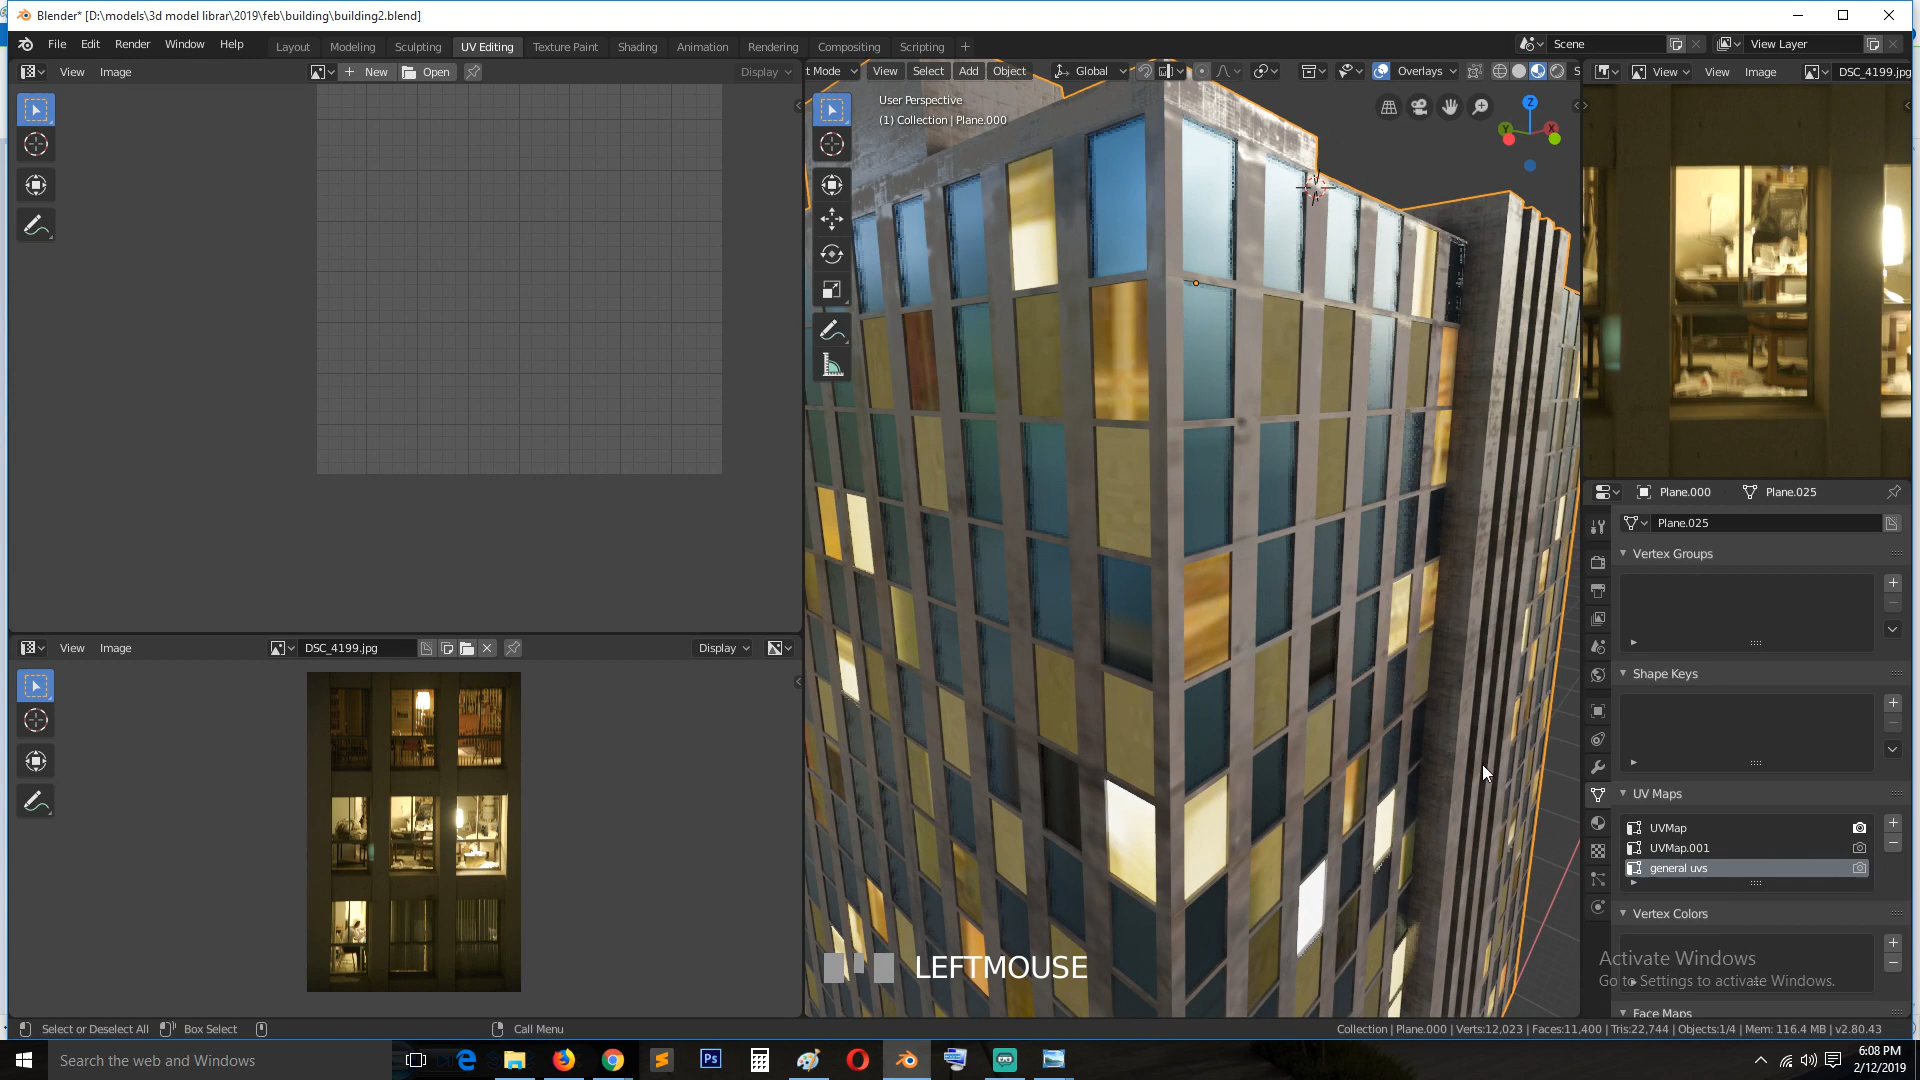 Blender* [D:\models\3d model librar\2019\feb\building\building2.blend]
File Edit Render Window Help Layout Modeling Sculpting UV Editing Texture Paint Shading Animation Rendering Compositing Scripting + Scene View Layer
View Image New Open Display
t Mode View Select Add Object Global Overlays S
View View Image DSC_4199.jpg
User Perspective
(1) Collection | Plane.000
Z
Y
X
Plane.000 Plane.025
Plane.025
Vertex Groups
Shape Keys
UV Maps
UVMap
UVMap.001
general uvs
Vertex Colors
Face Maps
View Image DSC_4199.jpg Display
LEFTMOUSE
Activate Windows
Go to Settings to activate Windows.
Select or Deselect All Box Select Call Menu
Collection | Plane.000 | Verts:12,023 | Faces:11,400 | Tris:22,744 | Objects:1/4 | Mem: 116.4 MB | v2.80.43
Search the web and Windows
Ps
6:08 PM
2/12/2019